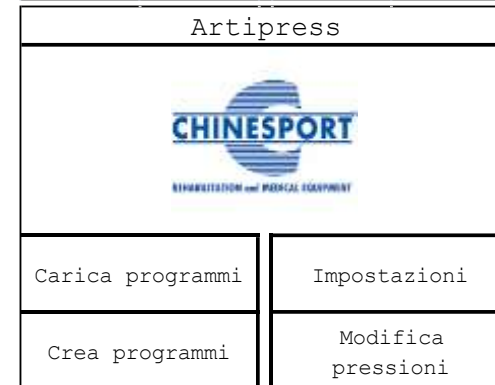 Artipress
CHINESPORT
REHABILITATION and MEDICAL EQUIPMENT
Carica programmi
Impostazioni
Crea programmi
Modifica
pressioni